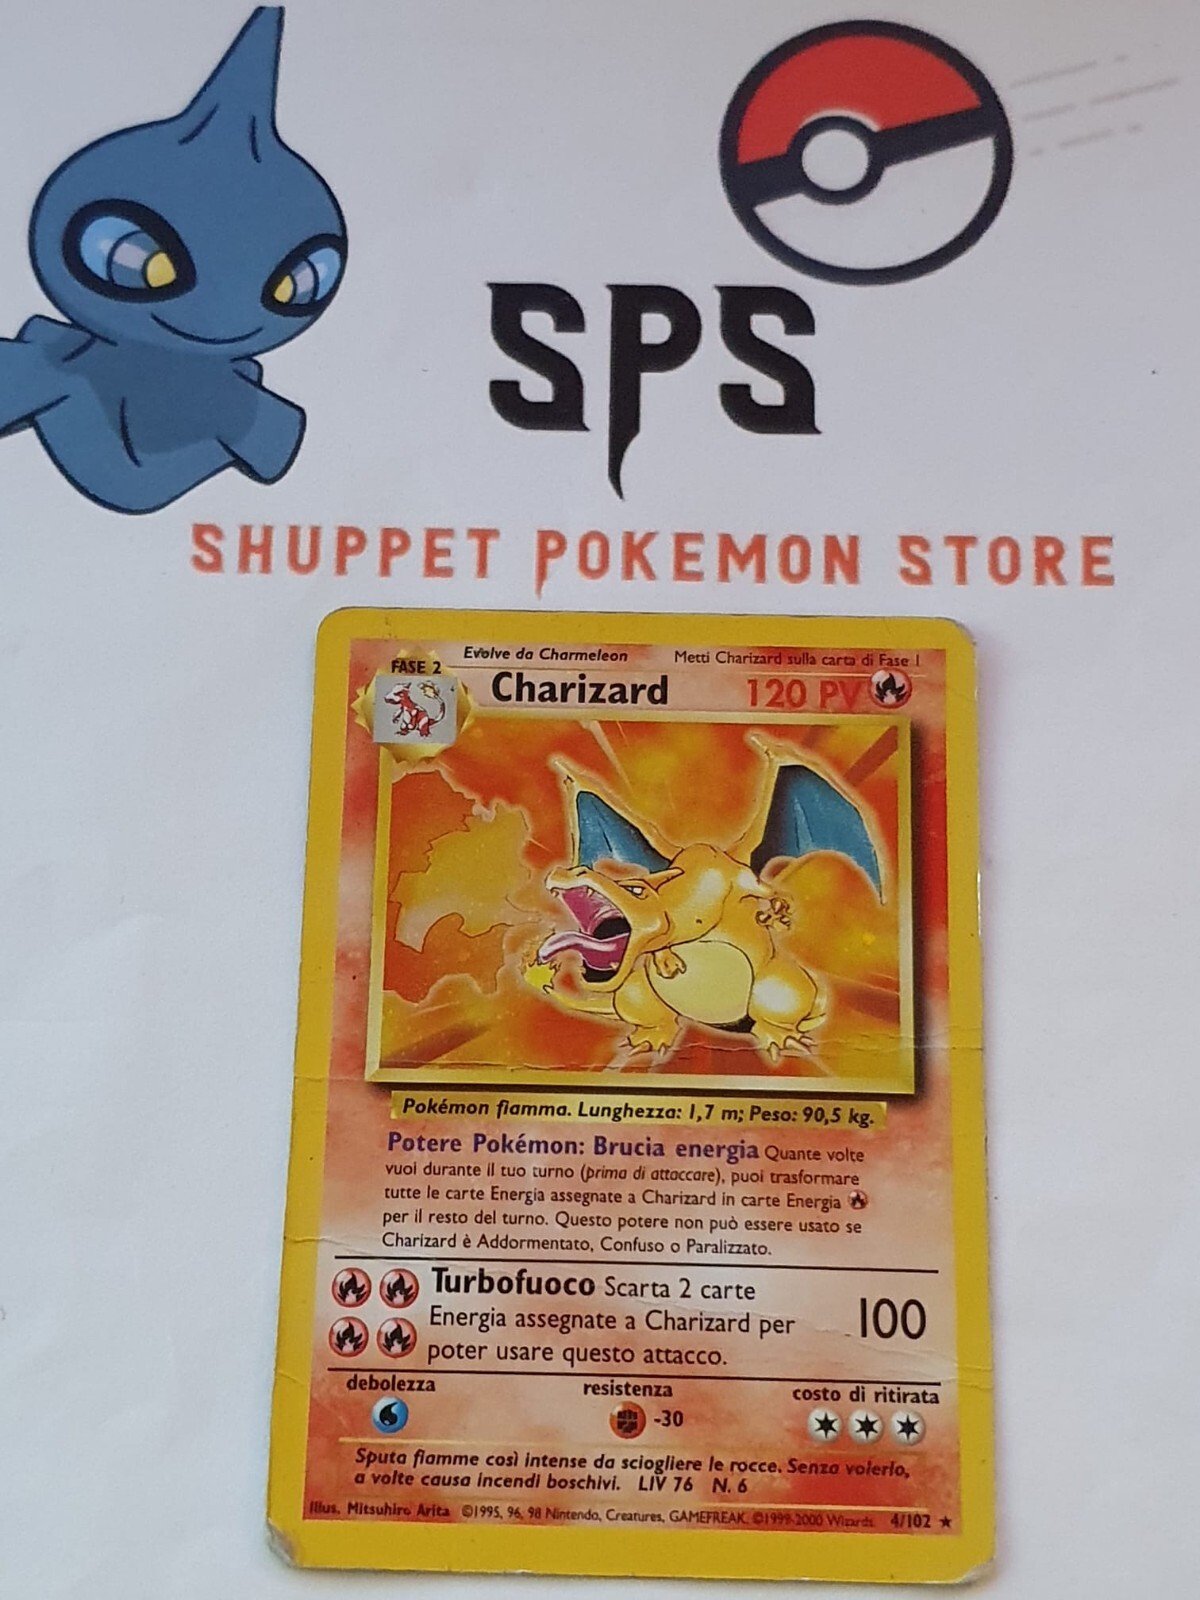 SPS
SHUPPET POKEMON STORE
FASE 2
Evolve da Charmeleon
Metti Charizard sulla carta di Fase 1
Charizard
120 PV
Pokémon fiamma. Lunghezza: 1,7 m; Peso: 90,5 kg.
Potere Pokémon: Brucia energia Quante volte
vuoi durante il tuo turno (prima di attaccare), puoi trasformare
tutte le carte Energia assegnate a Charizard in carte Energia
per il resto del turno. Questo potere non può essere usato se
Charizard è Addormentato, Confuso o Paralizzato.
Turbofuoco Scarta 2 carte
Energia assegnate a Charizard per
poter usare questo attacco.
100
debolezza
resistenza
costo di ritirata
-30
Sputa fiamme così intense da sciogliere le rocce. Senza volerlo,
a volte causa incendi boschivi. LIV 76 N. 6
Illus. Mitsuhiro Arita ©1995, 96, 98 Nintendo, Creatures, GAMEFREAK. ©1999-2000 Wizards. 4/102 ★